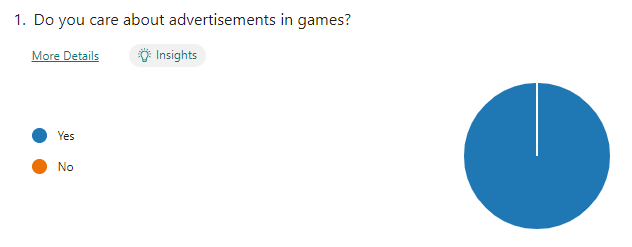 1. Do you care about advertisements in games?
More Details
Insights
Yes
No